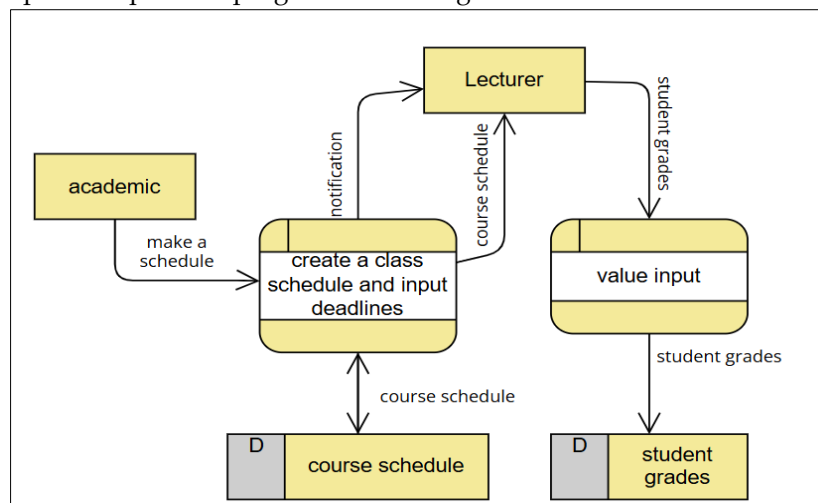 Lecturer
student grades
notification
course schedule
academic
make a
schedule
create a class
schedule and input
deadlines
value input
student grades
course schedule
D
course schedule
D
student
grades